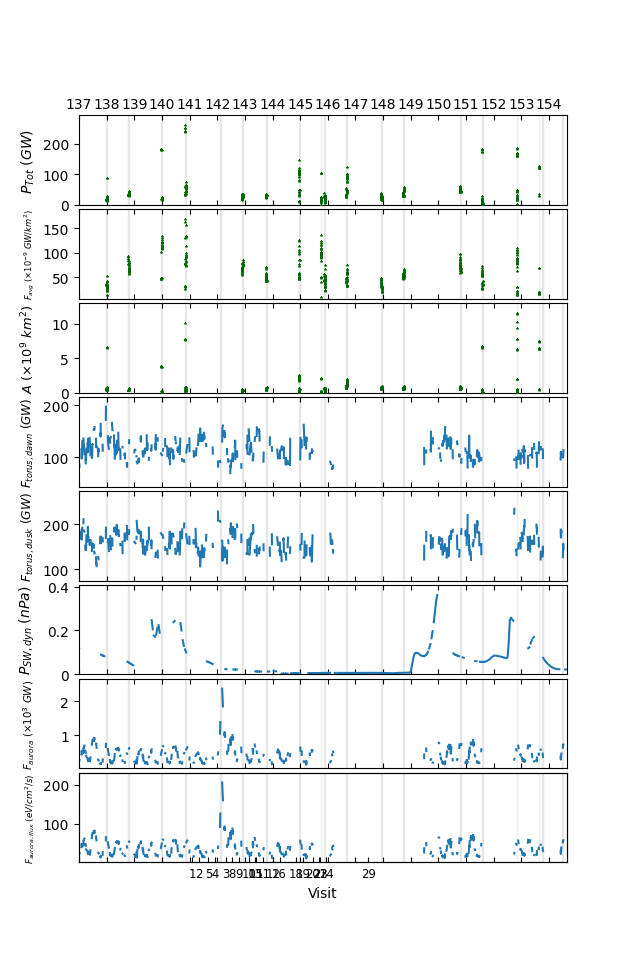 137 138 139 140 141 142 143 144 145 146 147 148 149 150 151 152 153 154
P_Tot (GW)
200
100
0
F_avg (×10⁻⁹ GW/km²)
150
100
50
A (×10⁹ km²)
10
5
0
F_torus,dawn (GW)
200
100
F_torus,dusk (GW)
200
100
P_SW,dyn (nPa)
0.4
0.2
0
F_aurora (×10³ GW)
2
1
F_aurora,flux (eV/cm²/s)
200
100
12 54 29
Visit